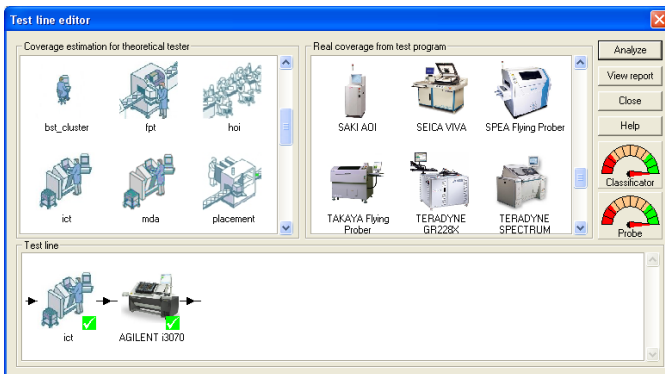 Test line editor
Coverage estimation for theoretical tester
bst_cluster
fpt
hoi
ict
mda
placement
Real coverage from test program
SAKI AOI
SEICA VIVA
SPEA Flying Prober
TAKAYA Flying
Prober
TERADYNE
GR228X
TERADYNE
SPECTRUM
Analyze
View report
Close
Help
Classificator
Probe
Test line
ict
AGILENT i3070